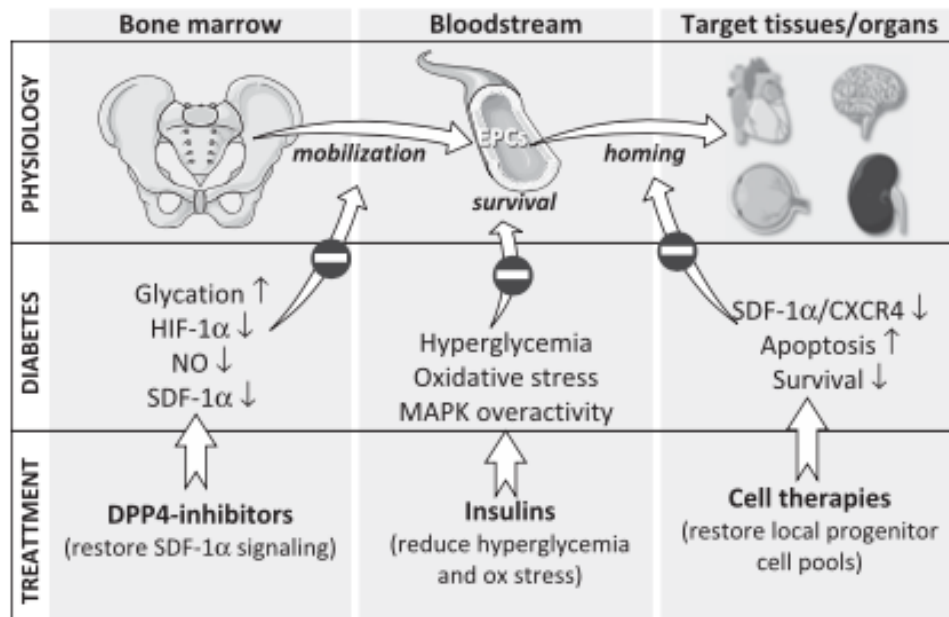 Bone marrow
Bloodstream
Target tissues/organs
PHYSIOLOGY
mobilization
EPCs
survival
homing
DIABETES
Glycation ↑
HIF-1α ↓
NO ↓
SDF-1α ↓
Hyperglycemia
Oxidative stress
MAPK overactivity
SDF-1α/CXCR4 ↓
Apoptosis ↑
Survival ↓
TREATTMENT
DPP4-inhibitors
(restore SDF-1α signaling)
Insulins
(reduce hyperglycemia
and ox stress)
Cell therapies
(restore local progenitor
cell pools)